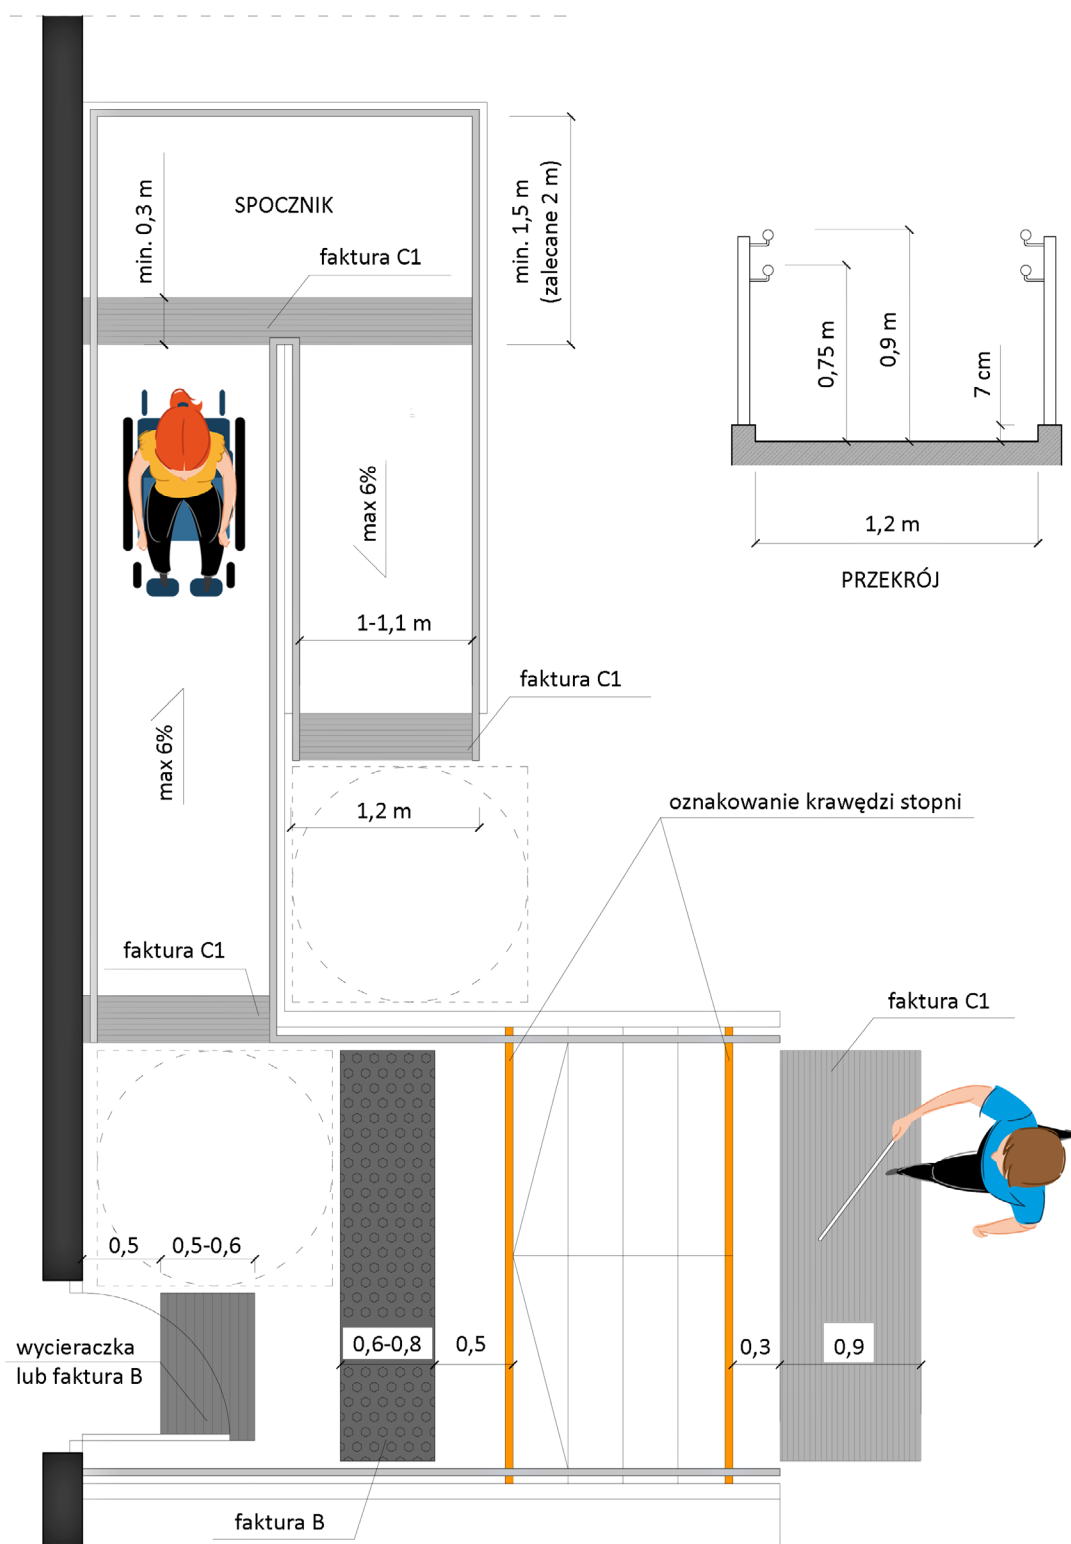 SPOCZNIK
min. 0,3 m
faktura C1
min. 1,5 m
(zalecane 2 m)
0,75 m
0,9 m
7 cm
1,2 m
PRZEKRÓJ
max 6%
1-1,1 m
faktura C1
max 6%
1,2 m
oznakowanie krawędzi stopni
faktura C1
faktura C1
0,5
0,5-0,6
wycieraczka
lub faktura B
0,6-0,8
0,5
0,3
0,9
faktura B